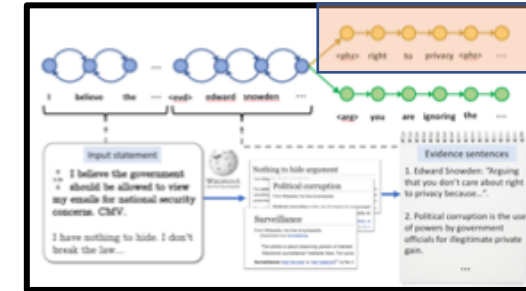 <phr> right to privacy <phr> ...
I believe the ... <evd> edward snowden ...
<arg> you are ignoring the ...
Input statement
I believe the government
should be allowed to view
my emails for national security
concerns. CMV.
I have nothing to hide. I don't
break the law...
WIKIPEDIA
Nothing to hide argument
Political corruption
Surveillance
Evidence sentences
1. Edward Snowden: "Arguing
that you don't care about right
to privacy because...".
2. Political corruption is the use
of powers by government
officials for illegitimate private
gain.
...